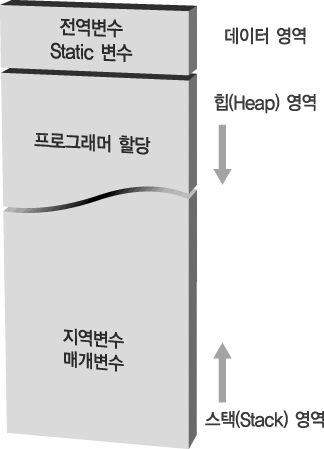 전역변수
Static 변수
데이터 영역
힙(Heap) 영역
프로그래머 할당
지역변수
매개변수
스택(Stack) 영역